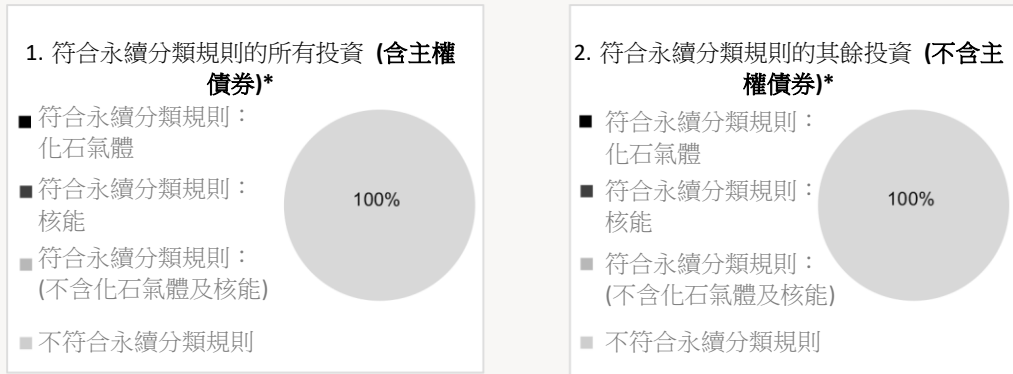 1. 符合永續分類規則的所有投資 (含主權
債券)*
符合永續分類規則：
化石氣體
符合永續分類規則：
核能
符合永續分類規則：
(不含化石氣體及核能)
不符合永續分類規則
100%
2. 符合永續分類規則的其餘投資 (不含主
權債券)*
符合永續分類規則：
化石氣體
符合永續分類規則：
核能
符合永續分類規則：
(不含化石氣體及核能)
不符合永續分類規則
100%